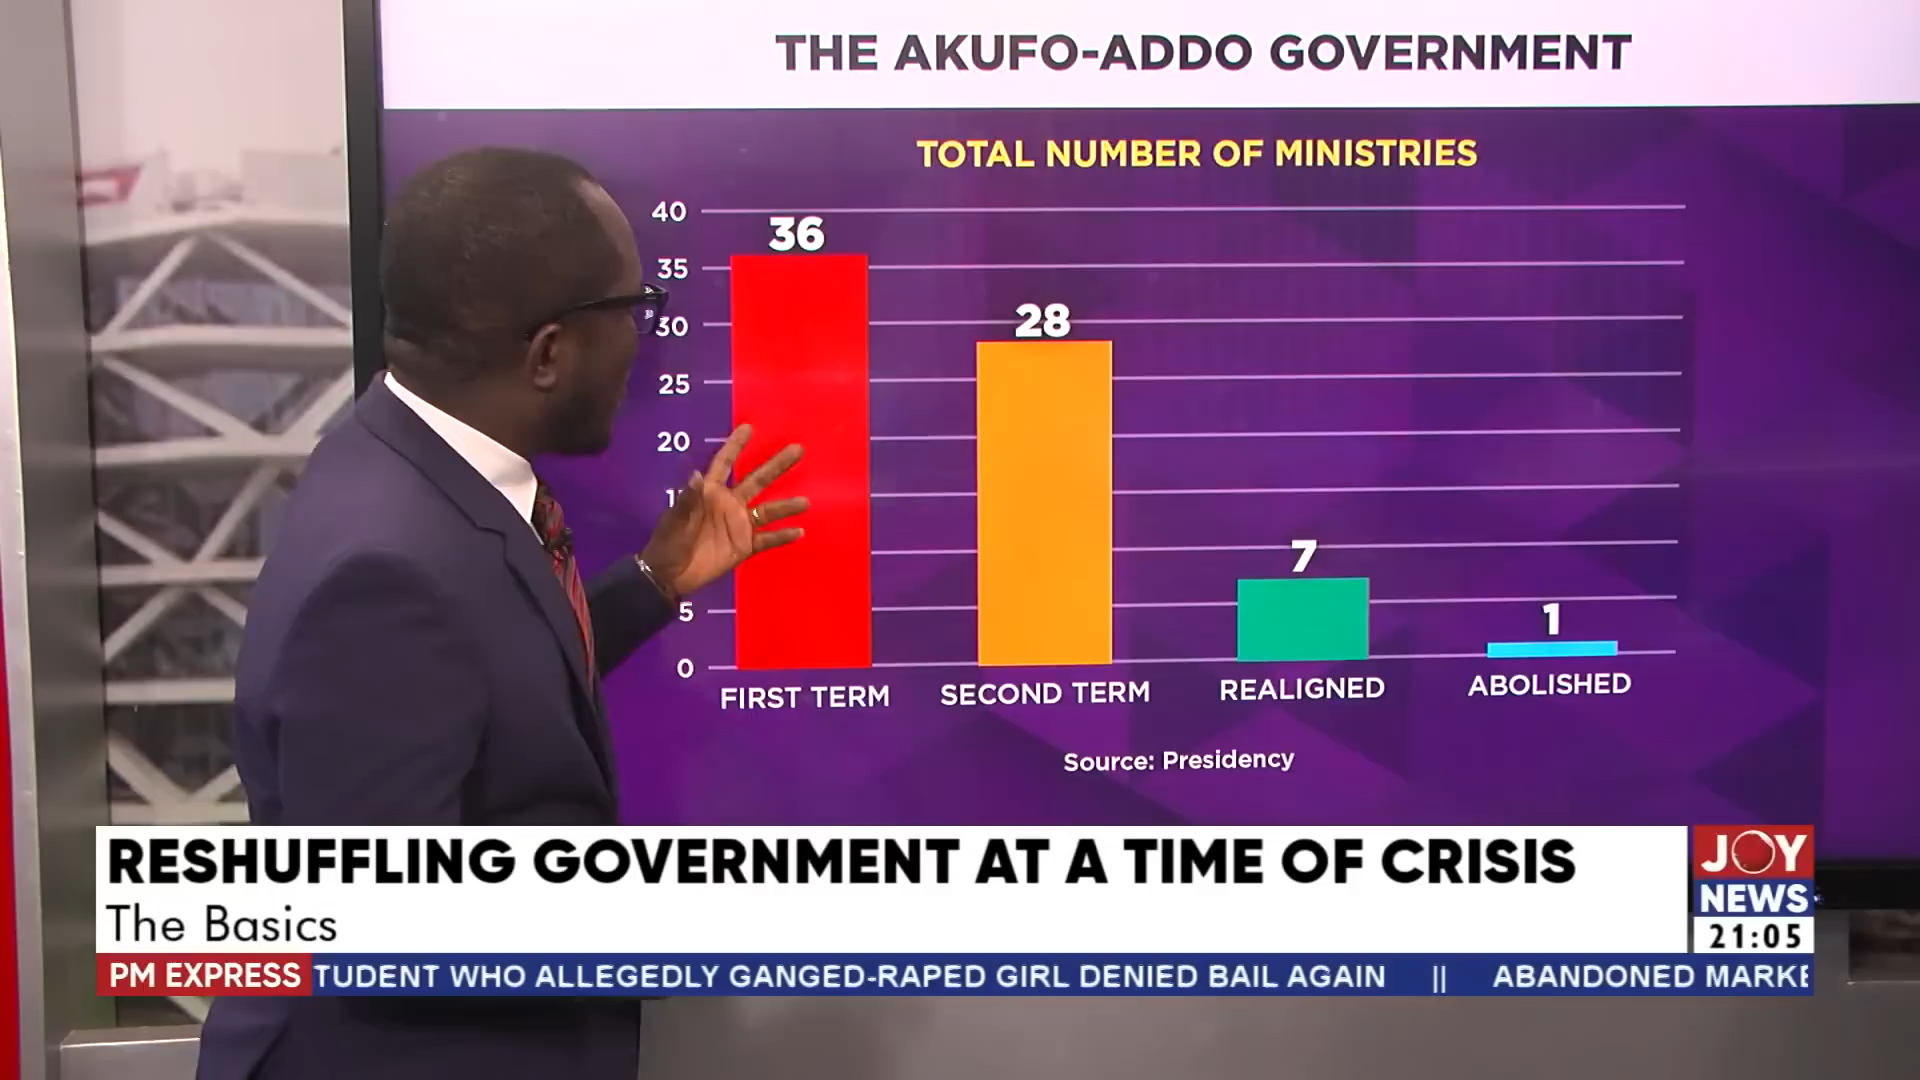 THE AKUFO-ADDO GOVERNMENT
TOTAL NUMBER OF MINISTRIES
40
35
30
25
20
5
0
36
28
7
1
FIRST TERM
SECOND TERM
REALIGNED
ABOLISHED
Source: Presidency
RESHUFFLING GOVERNMENT AT A TIME OF CRISIS
The Basics
JOY
NEWS
21:05
PM EXPRESS
TUDENT WHO ALLEGEDLY GANGED-RAPED GIRL DENIED BAIL AGAIN || ABANDONED MARKE